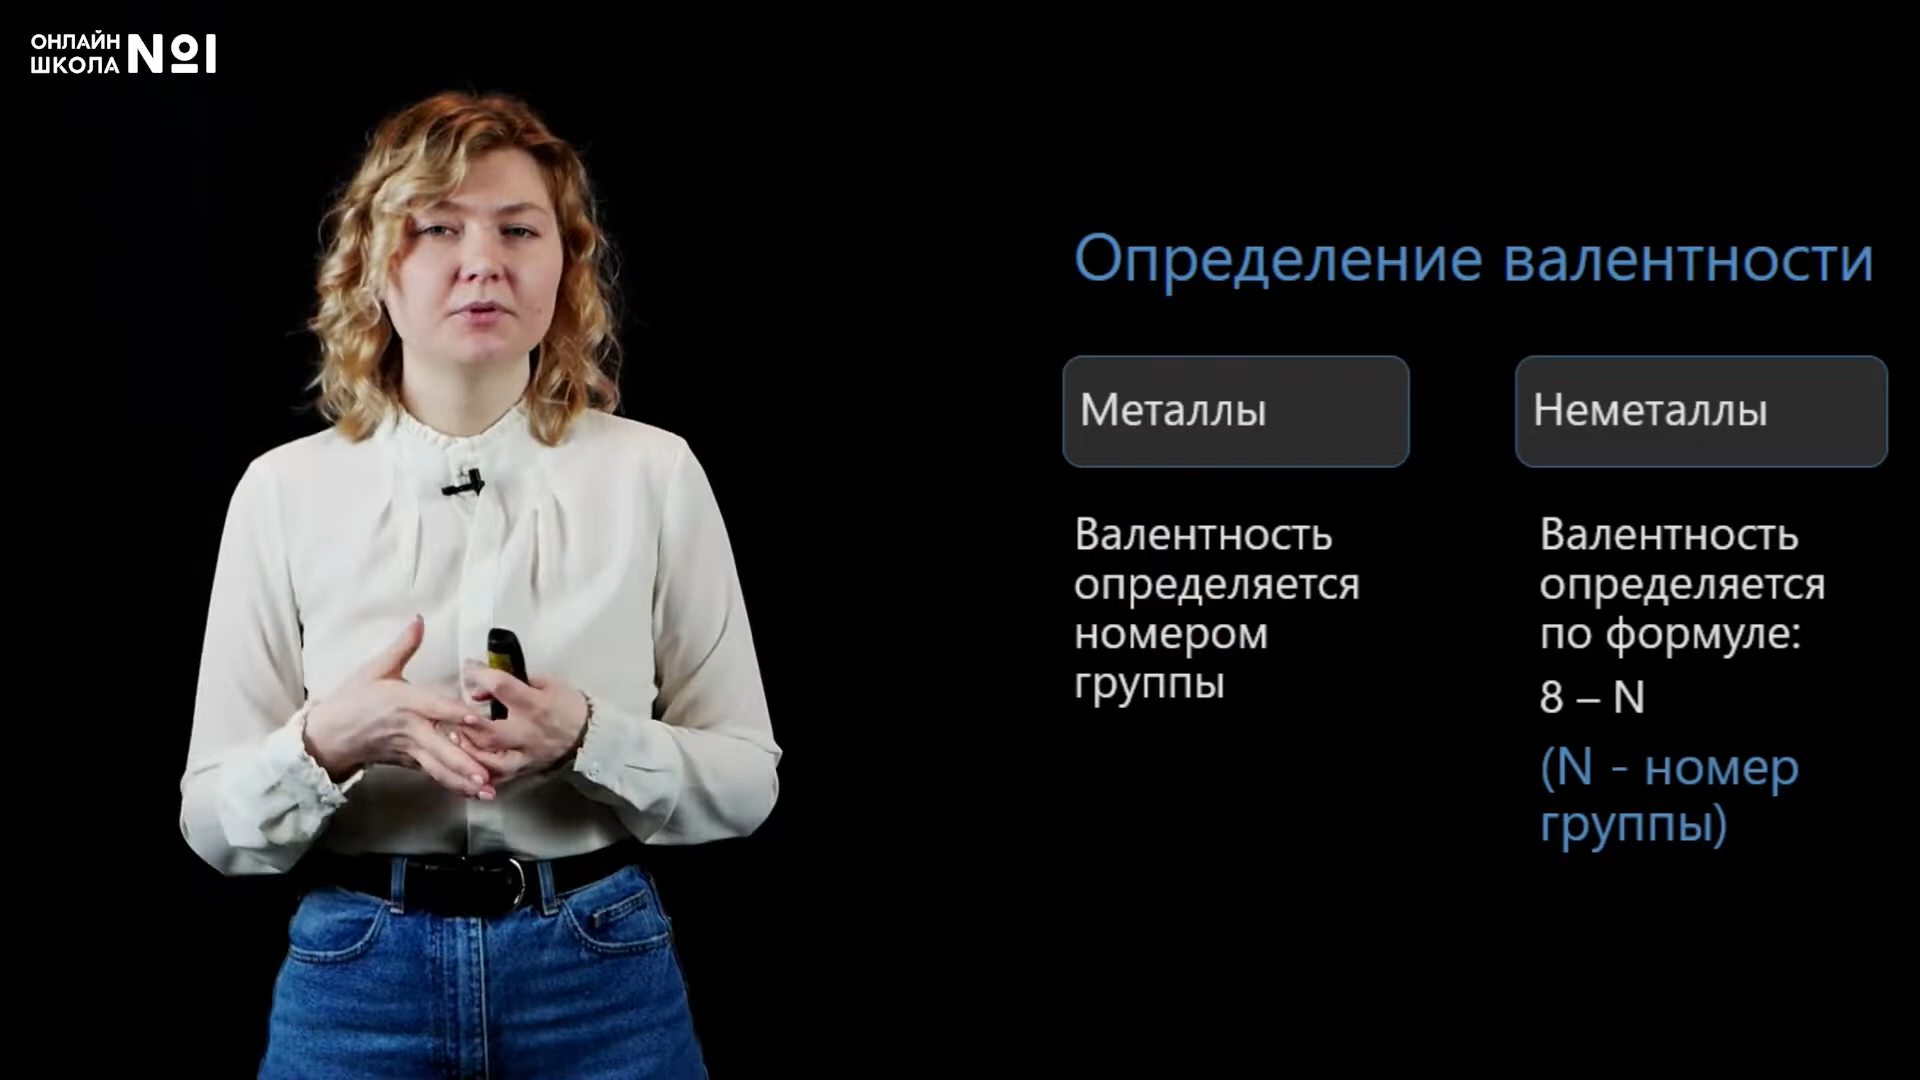 ОНЛАЙН
ШКОЛА №1
Определение валентности
Металлы
Неметаллы
Валентность
определяется
номером
группы
Валентность
определяется
по формуле:
8 – N
(N - номер
группы)